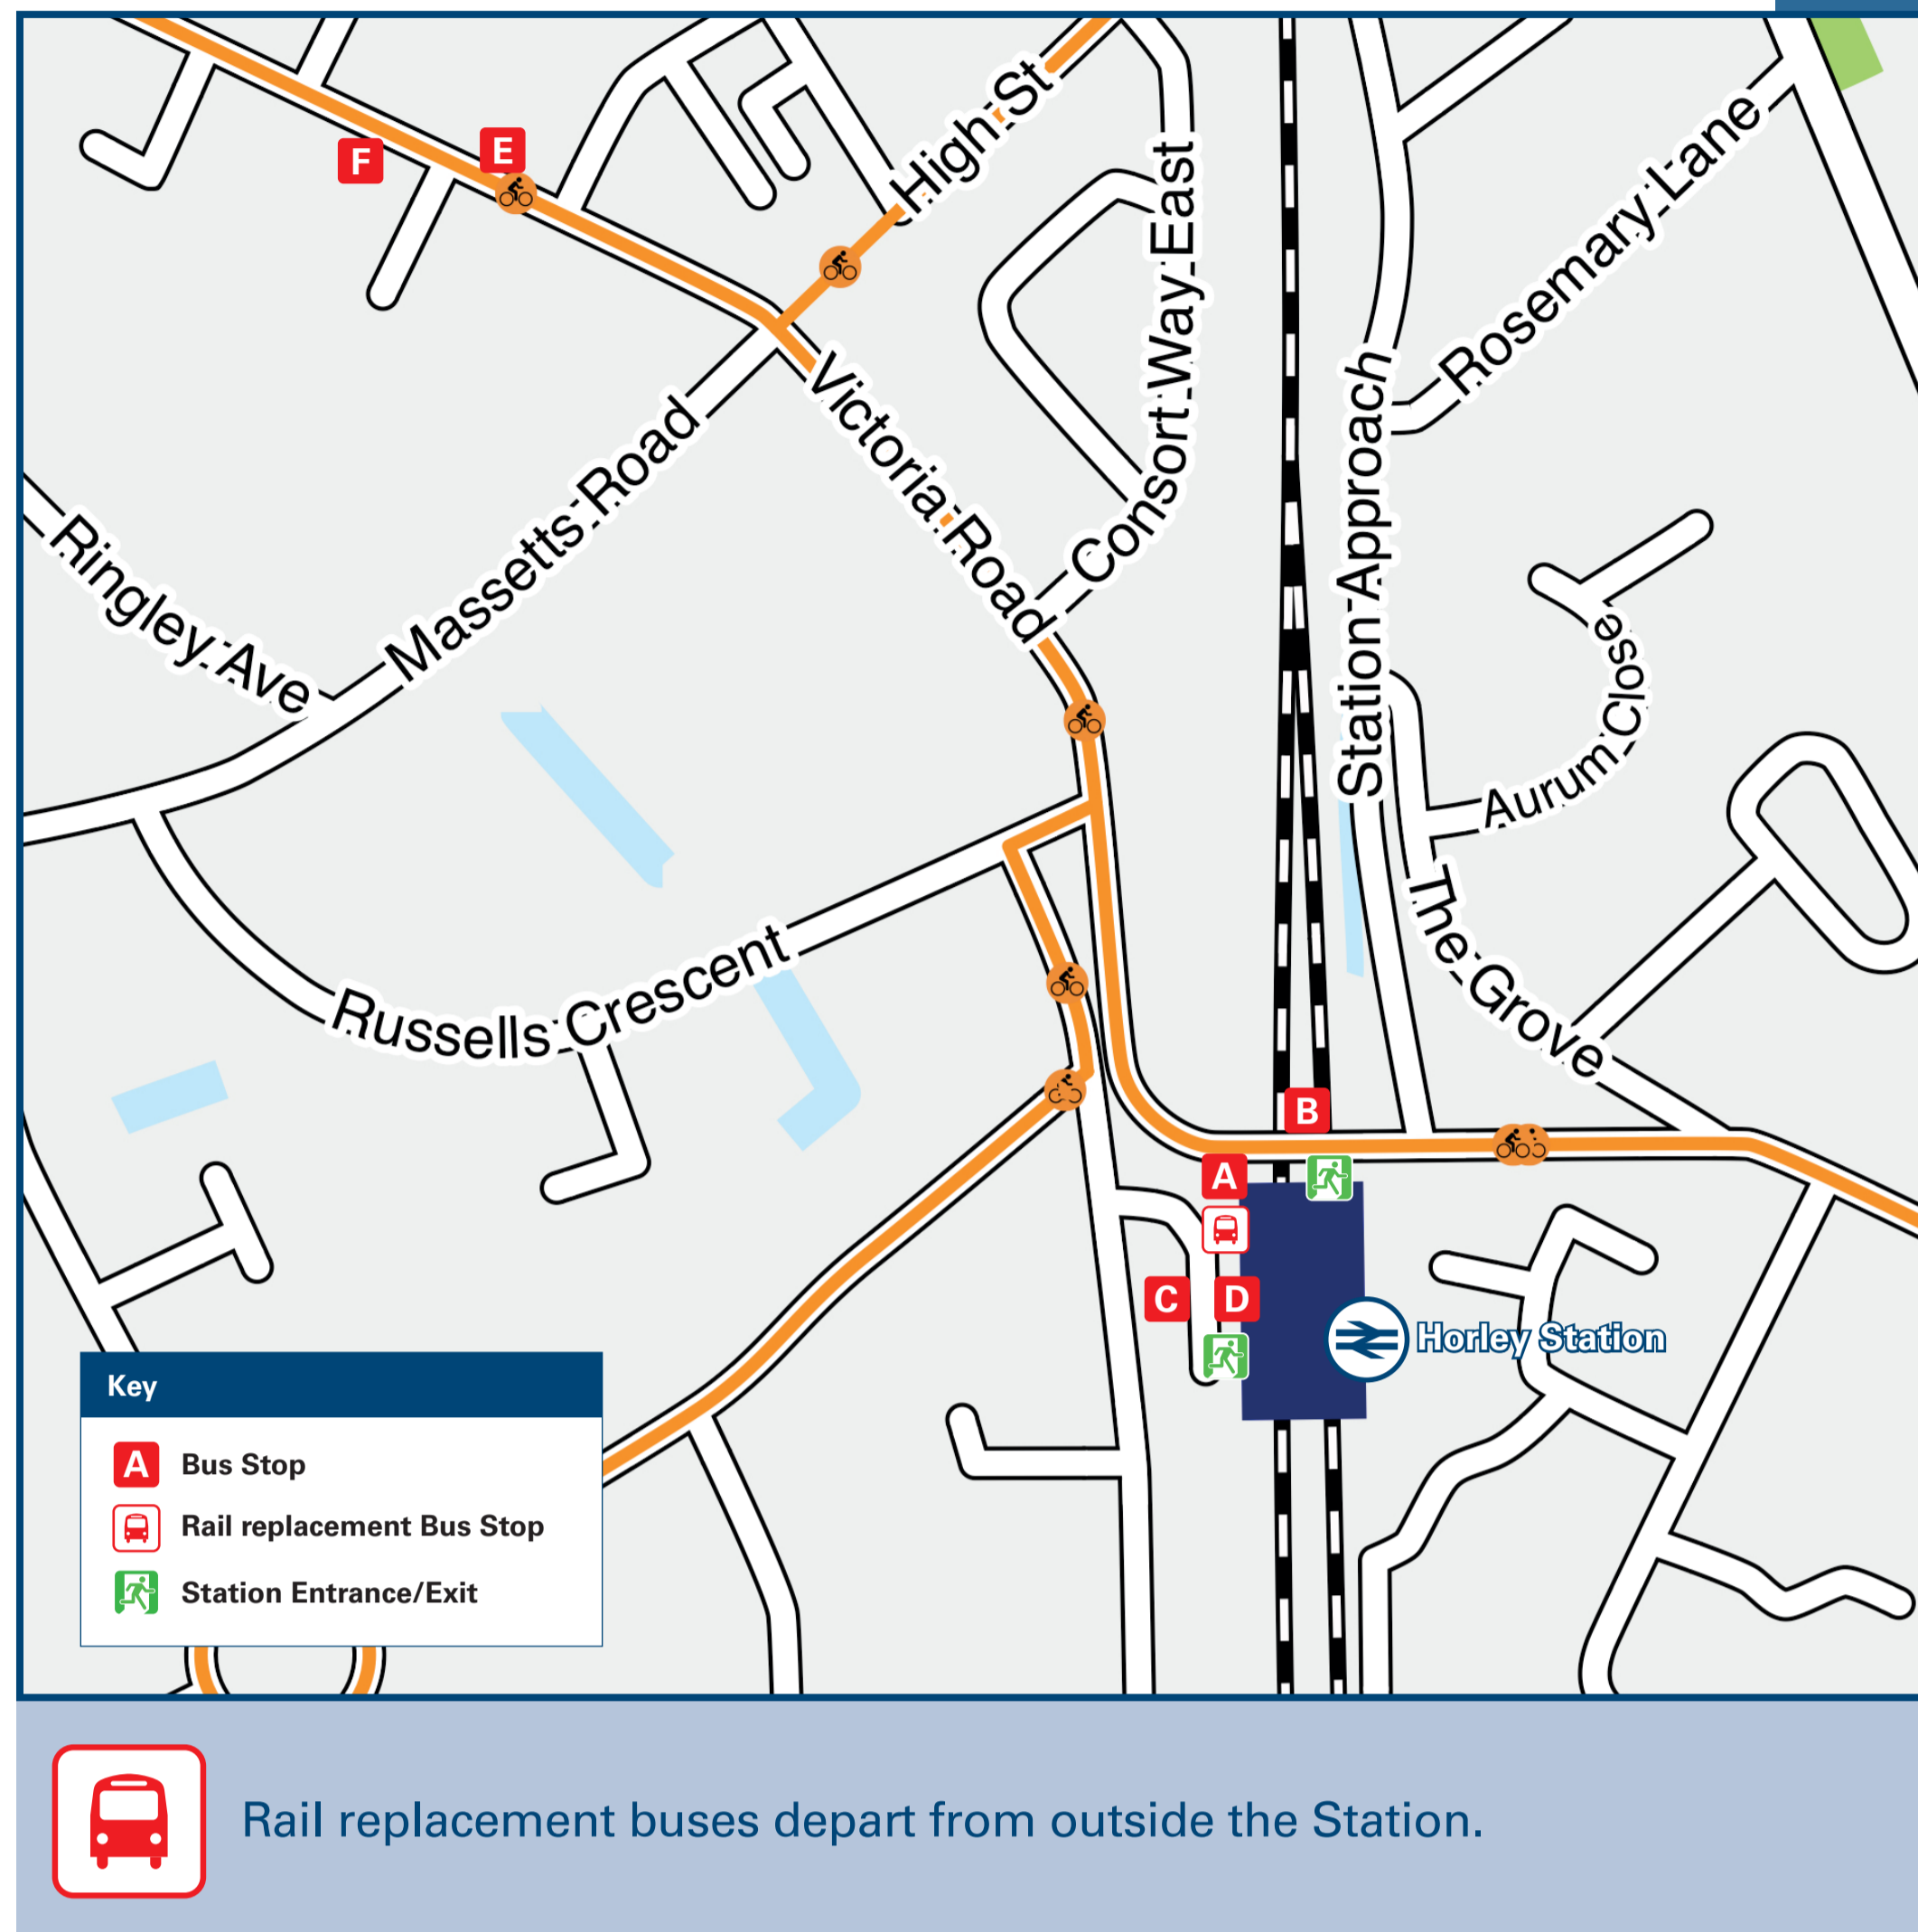 F
E
High St
Consort Way East
Rosemary Lane
Station Approach
Victoria Road
Massetts Road
Ringley Ave
Aurum Close
The Grove
Russells Crescent
B
A
C
D
Horley Station
Key
A Bus Stop
Rail replacement Bus Stop
Station Entrance/Exit
Rail replacement buses depart from outside the Station.